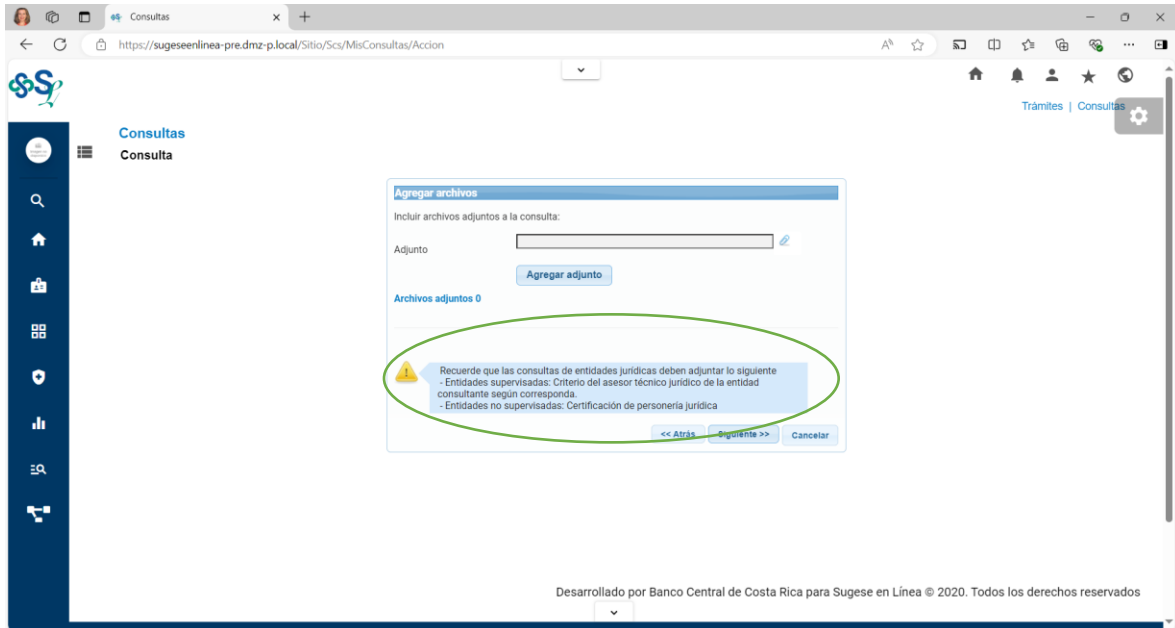 Consultas
https://sugeseenlinea-pre.dmz-p.local/Sitio/Scs/MisConsultas/Accion
Trámites | Consultas
Consultas
Consulta
Agregar archivos
Incluir archivos adjuntos a la consulta:
Adjunto
Agregar adjunto
Archivos adjuntos 0
Recuerde que las consultas de entidades jurídicas deben adjuntar lo siguiente
- Entidades supervisadas: Criterio del asesor técnico jurídico de la entidad
consultante según corresponda.
- Entidades no supervisadas: Certificación de personería jurídica
<< Atrás Siguiente >> Cancelar
Desarrollado por Banco Central de Costa Rica para Sugese en Línea © 2020. Todos los derechos reservados